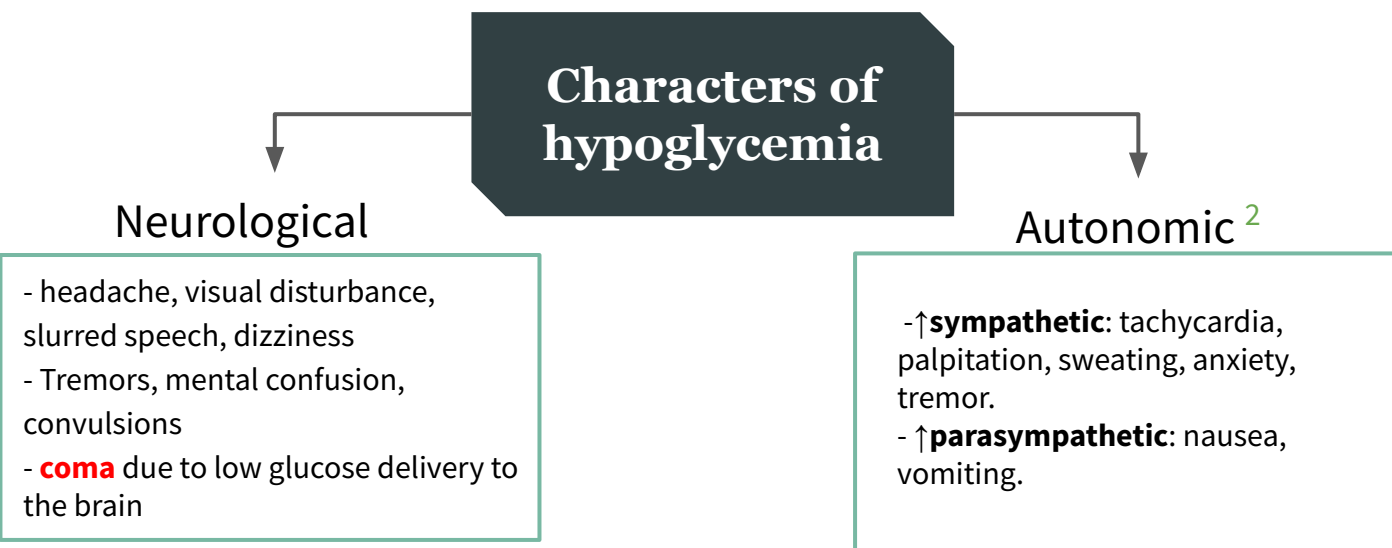 Characters of
hypoglycemia
Neurological
- headache, visual disturbance,
slurred speech, dizziness
- Tremors, mental confusion,
convulsions
- coma due to low glucose delivery to
the brain
Autonomic 2
-↑sympathetic: tachycardia,
palpitation, sweating, anxiety,
tremor.
- ↑parasympathetic: nausea,
vomiting.